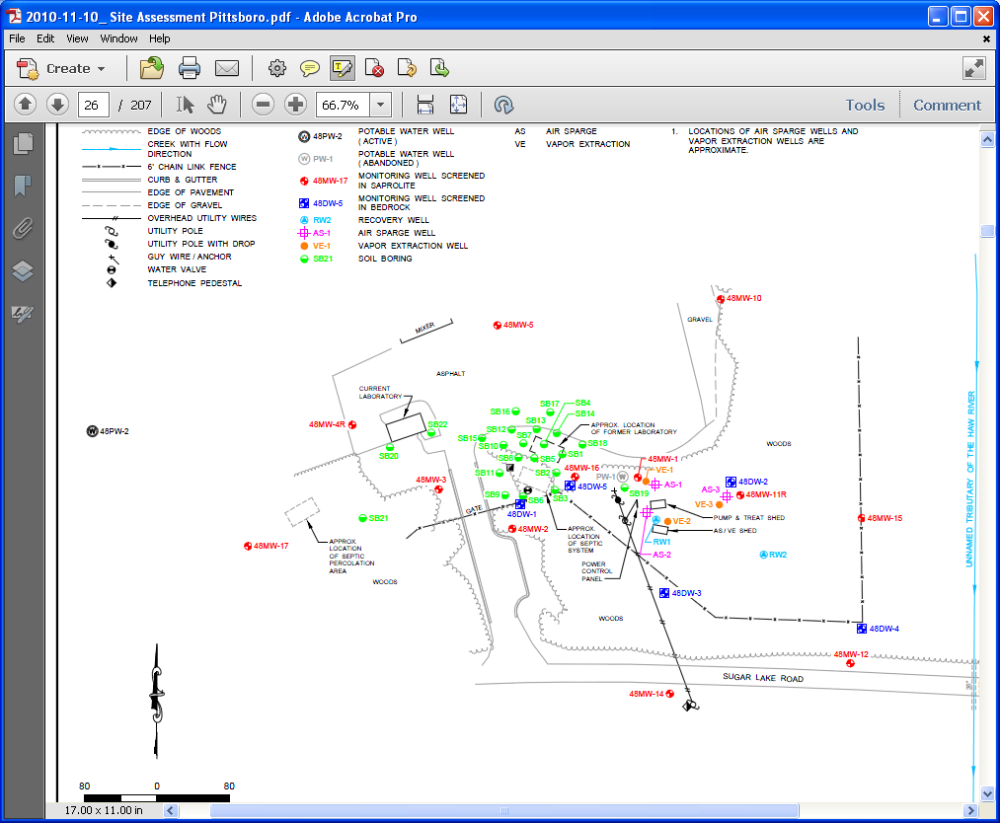 2010-11-10_ Site Assessment Pittsboro.pdf - Adobe Acrobat Pro
File Edit View Window Help
Create
26 / 207 66.7% Tools Comment
EDGE OF WOODS
CREEK WITH FLOW
DIRECTION
6' CHAIN LINK FENCE
CURB & GUTTER
EDGE OF PAVEMENT
EDGE OF GRAVEL
OVERHEAD UTILITY WIRES
UTILITY POLE
UTILITY POLE WITH DROP
GUY WIRE / ANCHOR
WATER VALVE
TELEPHONE PEDESTAL
48PW-2 POTABLE WATER WELL
(ACTIVE)
PW-1 POTABLE WATER WELL
(ABANDONED)
48MW-17 MONITORING WELL SCREENED
IN SAPROLITE
48DW-5 MONITORING WELL SCREENED
IN BEDROCK
RW2 RECOVERY WELL
AS-1 AIR SPARGE WELL
VE-1 VAPOR EXTRACTION WELL
SB21 SOIL BORING
AS AIR SPARGE
VE VAPOR EXTRACTION
1. LOCATIONS OF AIR SPARGE WELLS AND
VAPOR EXTRACTION WELLS ARE
APPROXIMATE.
48MW-10
GRAVEL
MIXER
48MW-5
ASPHALT
CURRENT
LABORATORY
48PW-2
48MW-4R
SB22
SB20
SB16
SB17
SB4
SB14
SB13
SB12
SB7
SB15
SB10
SB18
APPROX. LOCATION
OF FORMER LABORATORY
SB1
SB8
SB5
SB11
SB2
SB9
SB6
SB3
WOODS
48MW-16
48MW-1
PW-1
VE-1
AS-1
48DW-5
SB19
48DW-2
AS-3
48MW-11R
VE-3
48MW-3
GATE
48DW-1
48MW-2
SB21
48MW-17
APPROX.
LOCATION
OF SEPTIC
PERCOLATION
AREA
WOODS
APPROX.
LOCATION
OF SEPTIC
SYSTEM
POWER
CONTROL
PANEL
VE-2
PUMP & TREAT SHED
AS/VE SHED
RW1
AS-2
RW2
48MW-15
UNNAMED TRIBUTARY OF THE HAW RIVER
48DW-3
WOODS
48DW-4
48MW-12
SUGAR LAKE ROAD
48MW-14
80 0 80
17.00 x 11.00 in